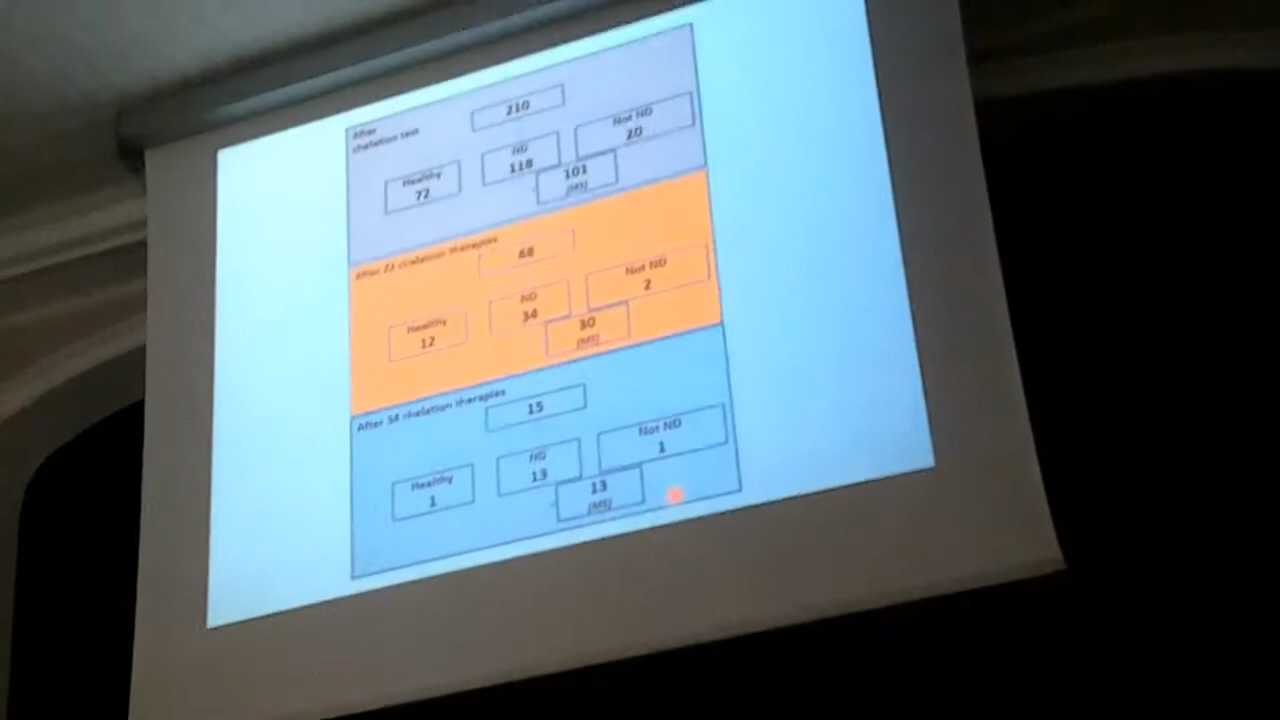 After
chelation test
210
Healthy
72
ND
118
Not ND
20
101
[MS]
After 23 chelation therapies
68
Healthy
12
ND
34
Not ND
2
30
[MS]
After 54 chelation therapies
15
Healthy
1
ND
13
Not ND
1
13
[MS]